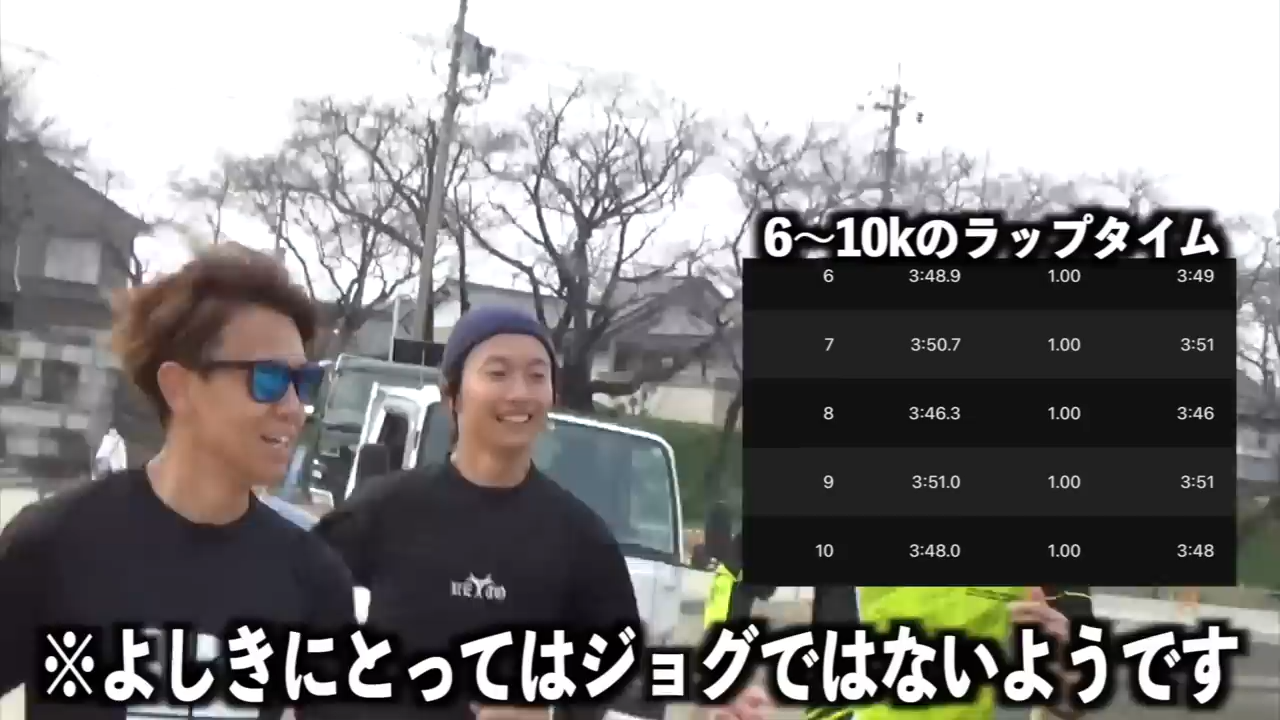 6～10kのラップタイム
6 3:48.9 1.00 3:49
7 3:50.7 1.00 3:51
8 3:46.3 1.00 3:46
9 3:51.0 1.00 3:51
10 3:48.0 1.00 3:48
※よしきにとってはジョグではないようです